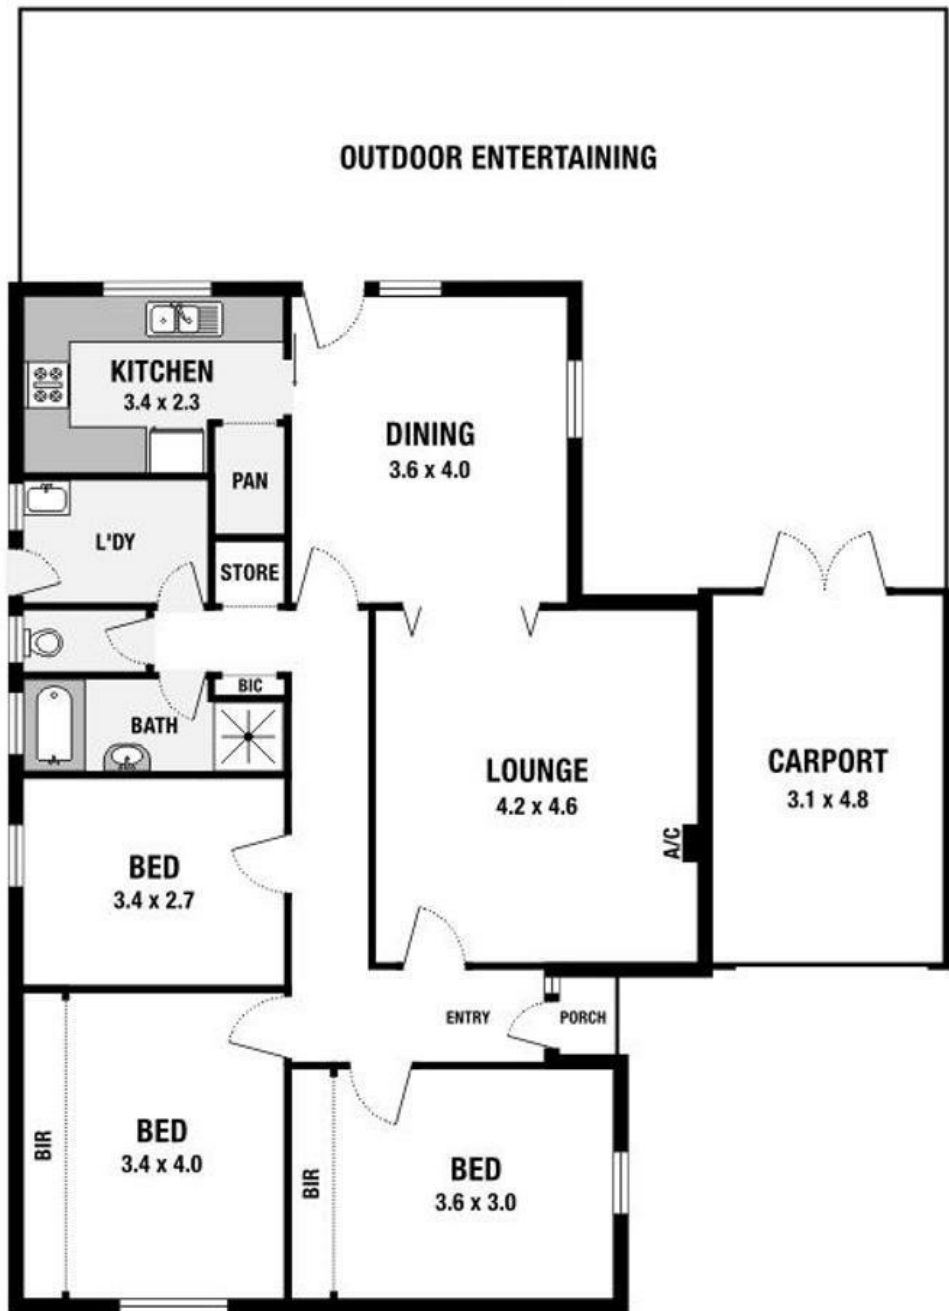 OUTDOOR ENTERTAINING
KITCHEN
3.4 x 2.3
DINING
3.6 x 4.0
PAN
L'DY
STORE
BIC
BATH
LOUNGE
4.2 x 4.6
A/C
CARPORT
3.1 x 4.8
BED
3.4 x 2.7
ENTRY
PORCH
BIR
BED
3.4 x 4.0
BIR
BED
3.6 x 3.0